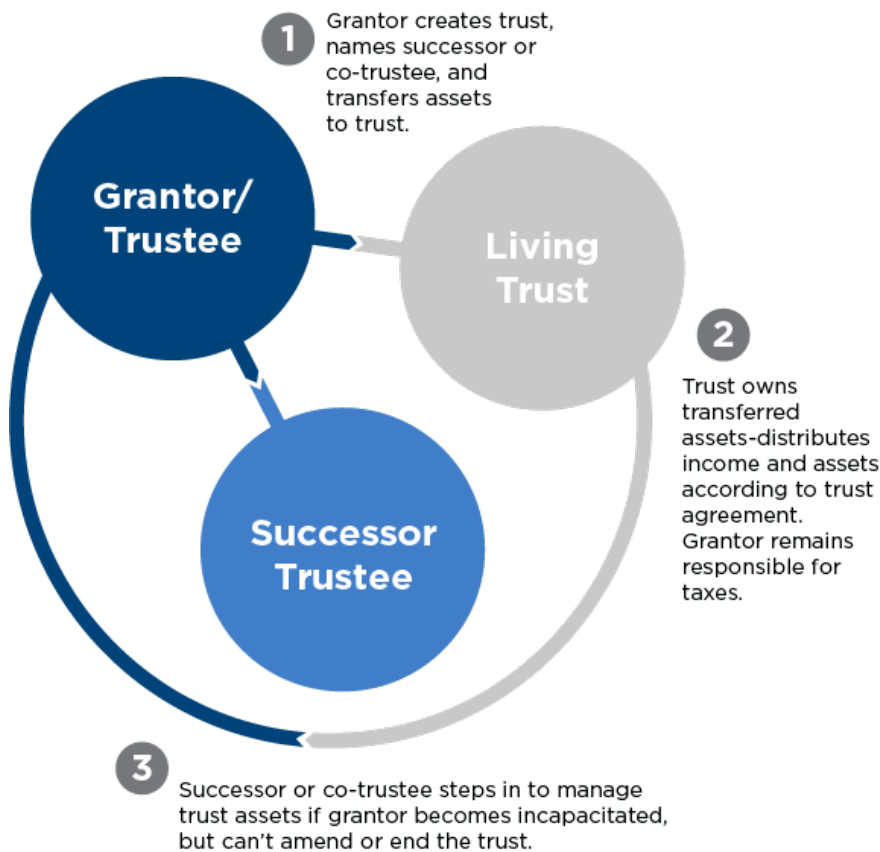 1
Grantor creates trust,
names successor or
co-trustee, and
transfers assets
to trust.
Grantor/
Trustee
Living
Trust
2
Trust owns
transferred
assets-distributes
income and assets
according to trust
agreement.
Grantor remains
responsible for
taxes.
Successor
Trustee
3
Successor or co-trustee steps in to manage
trust assets if grantor becomes incapacitated,
but can't amend or end the trust.